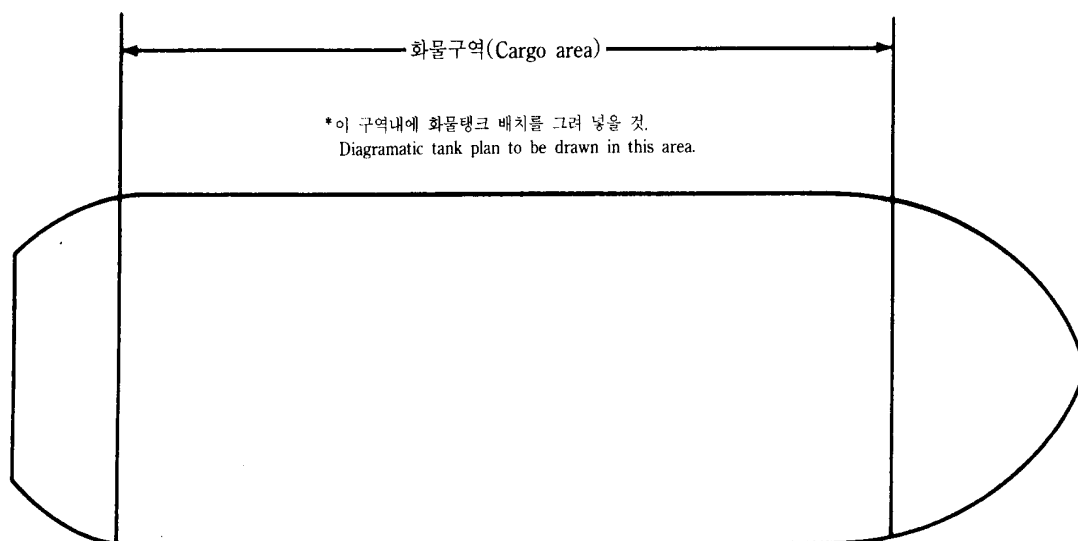 화물구역(Cargo area)
*이 구역내에 화물탱크 배치를 그려 넣을 것.
Diagramatic tank plan to be drawn in this area.